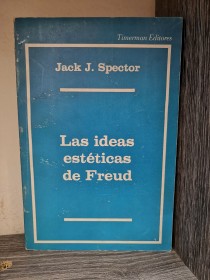 Timerman Editores
Jack J. Spector
Las ideas
estéticas
de Freud